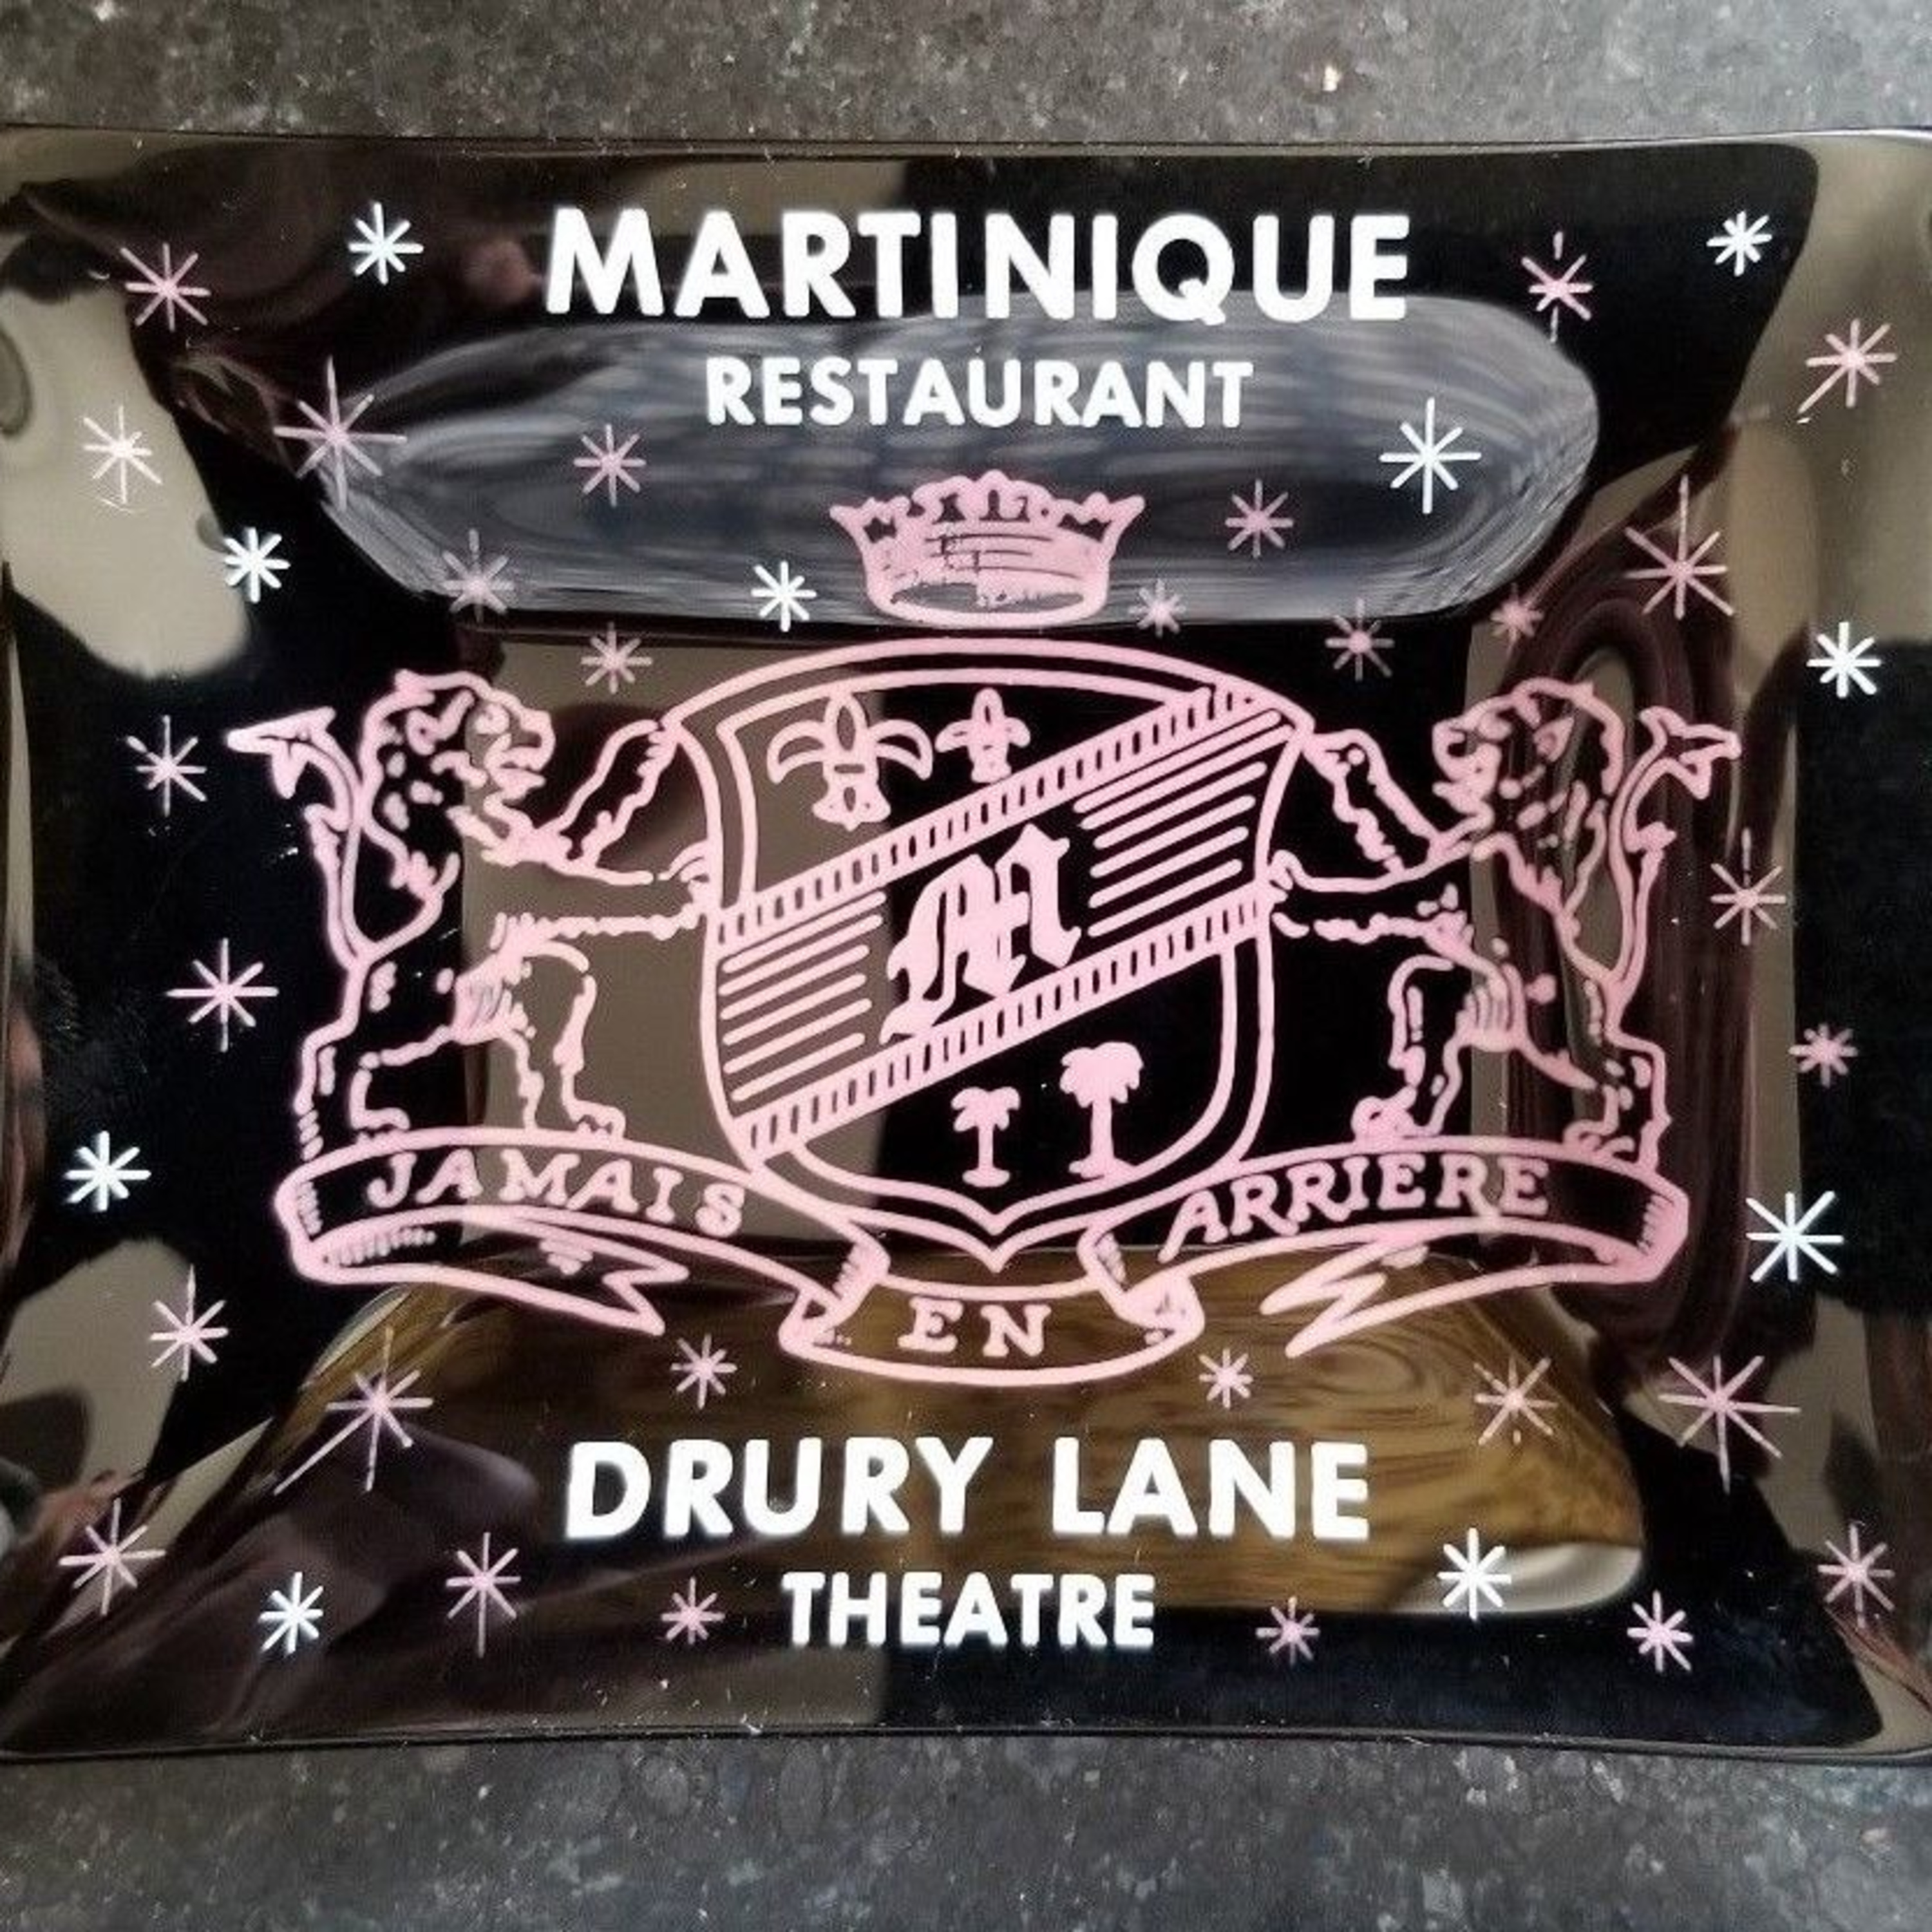 MARTINIQUE
RESTAURANT
M
JAMAIS EN ARRIERE
DRURY LANE
THEATRE